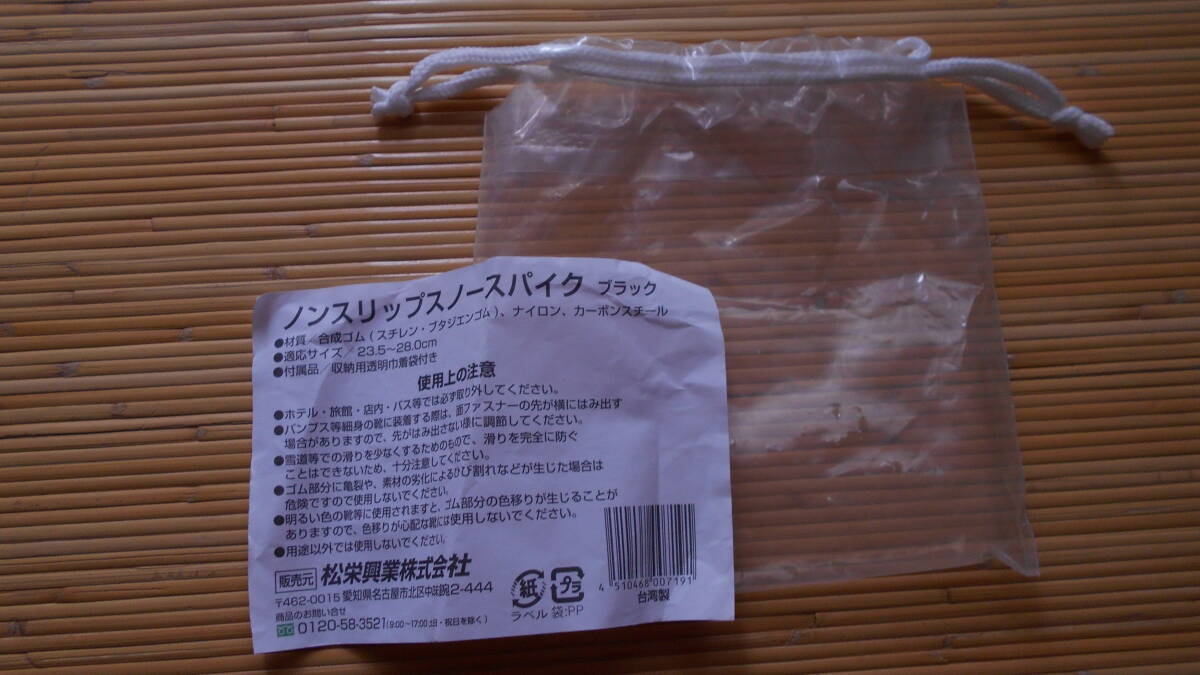 ノンスリップスノースパイク ブラック
●材質／合成ゴム(スチレン・ブタジエンゴム)、ナイロン、カーボンスチール
●適応サイズ／23.5～28.0cm
●付属品／収納用透明巾着袋付き
使用上の注意
●ホテル・旅館・店内・バス等では必ず取り外してください。
●パンプス等細身の靴に装着する際は、面ファスナーの先が横にはみ出す
場合がありますので、先がはみ出さない様に調節してください。
●雪道等での滑りを少なくするためのもので、滑りを完全に防ぐ
ことはできないため、十分注意してください。
●ゴム部分に亀裂や、素材の劣化によるひび割れなどが生じた場合は
危険ですので使用しないでください。
●明るい色の靴等に使用されますと、ゴム部分の色移りが生じることが
ありますので、色移りが心配な靴には使用しないでください。
●用途以外では使用しないでください。
販売元 松栄興業株式会社
〒462-0015 愛知県名古屋市北区中味鋺2-444
商品のお問い合せ
0120-58-3521(9:00～17:00 土日・祝日を除く)
紙 プラ
ラベル 袋:PP
4 510468 007191
台湾製